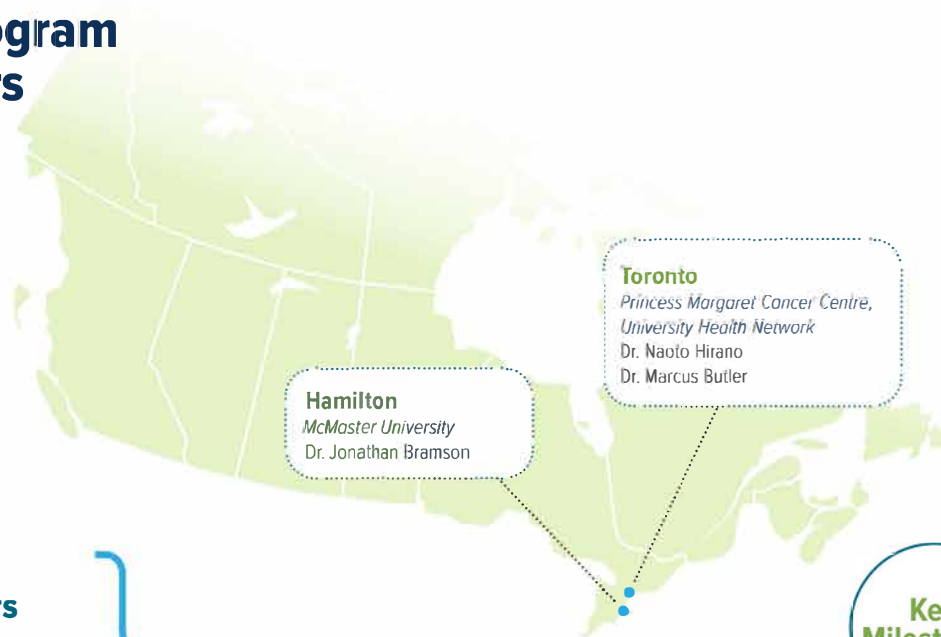 ogram
rs
Toronto
Princess Margaret Cancer Centre,
University Health Network
Dr. Naoto Hirano
Dr. Marcus Butler
Hamilton
McMaster University
Dr. Jonathan Bramson
rs
Ke
Milest